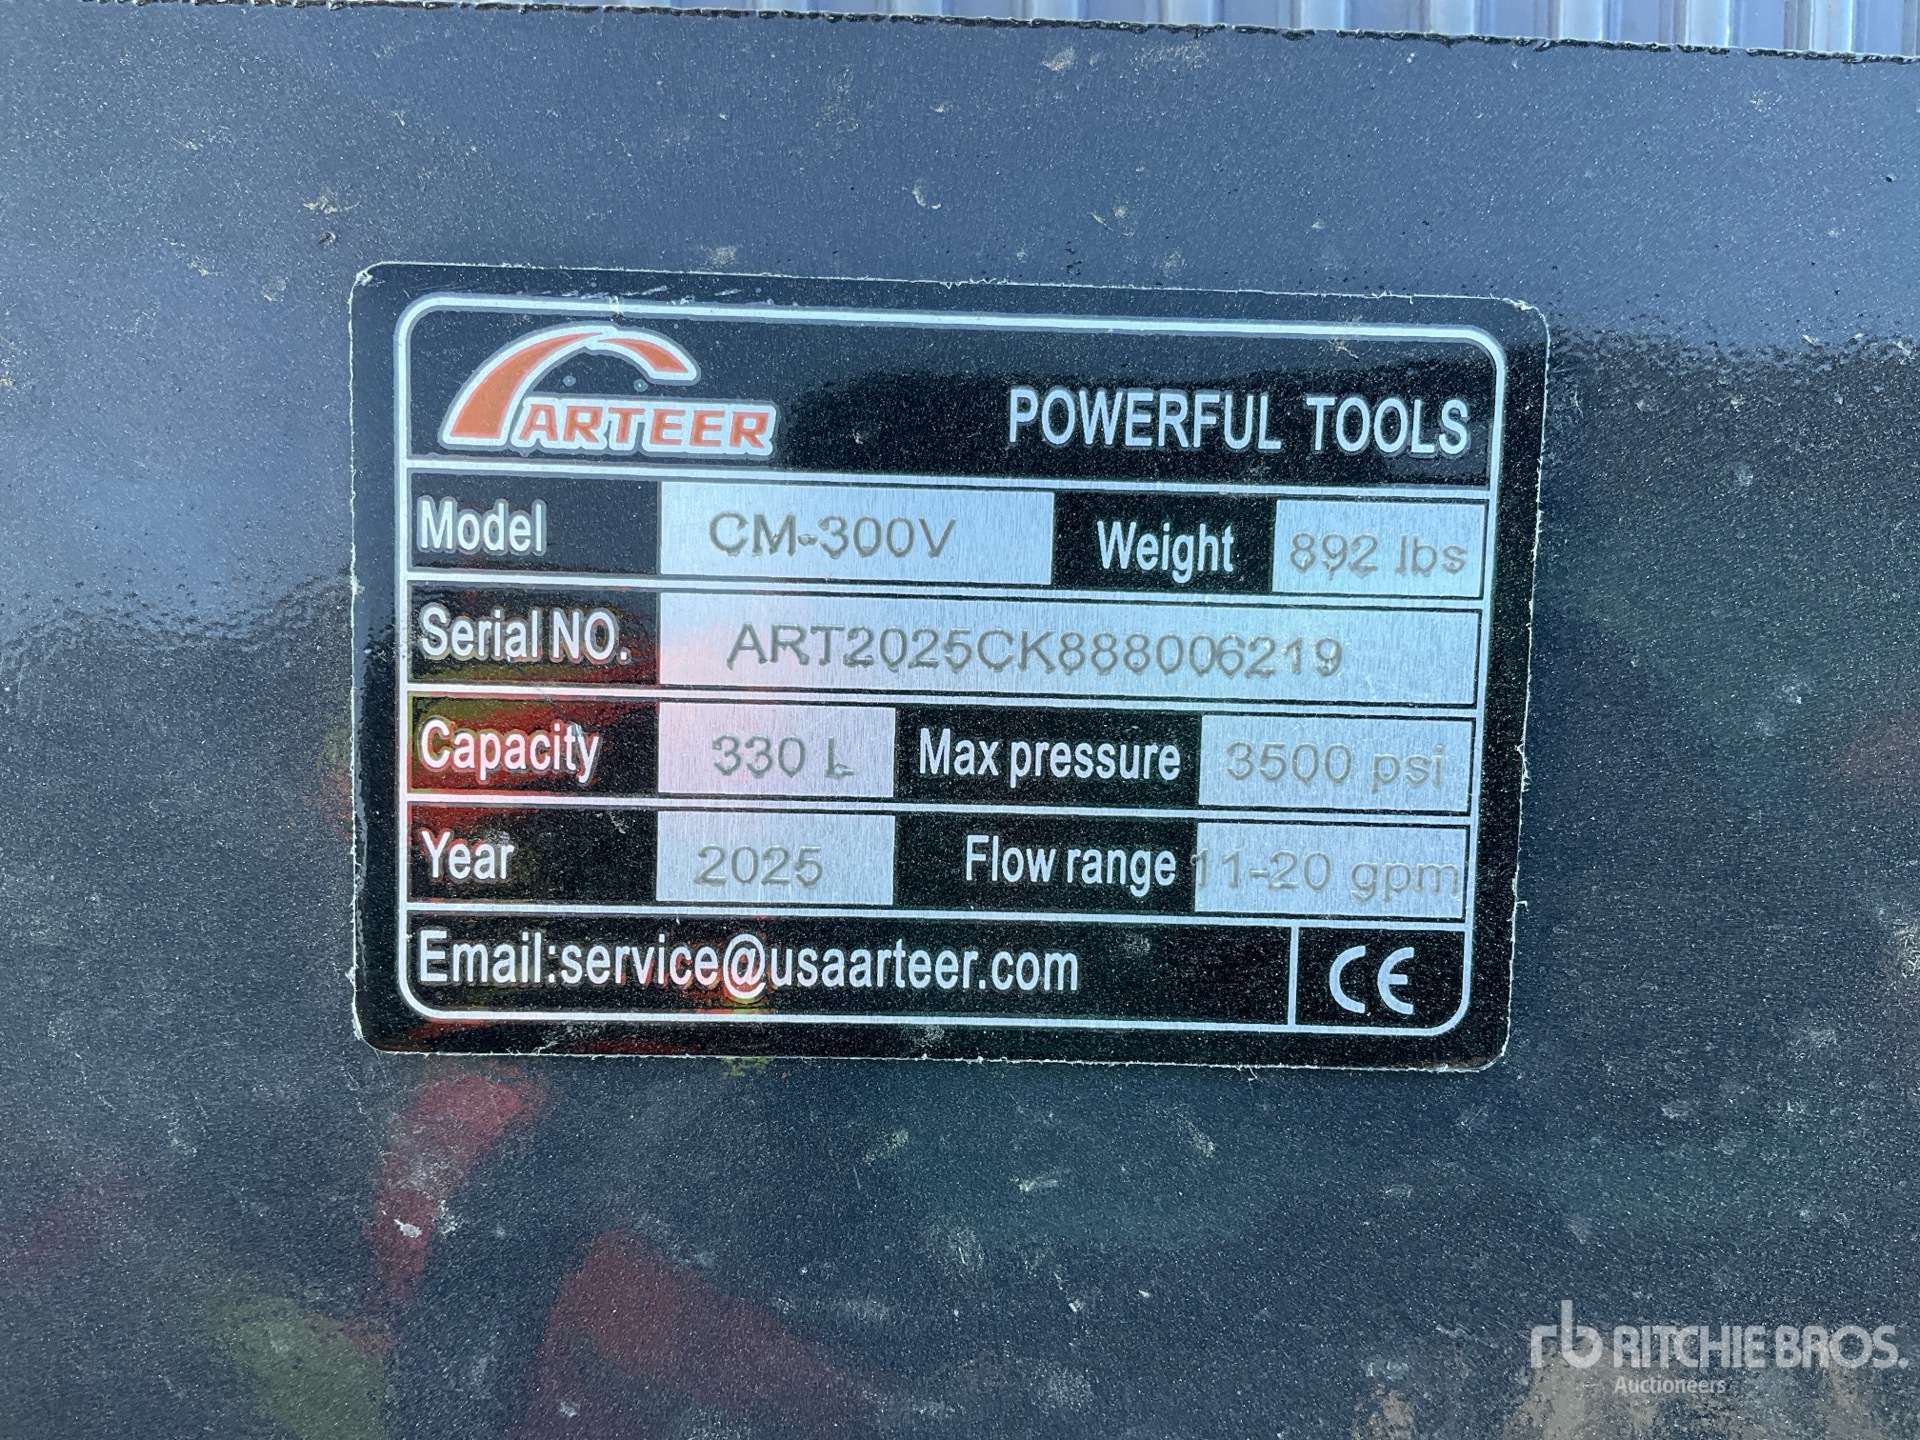 ARTEER POWERFUL TOOLS
Model CM-300V Weight 892 lbs
Serial NO. ART2025CK888006219
Capacity 330 L Max pressure 3500 psi
Year 2025 Flow range 11-20 gpm
Email:service@usaarteer.com CE
rb RITCHIE BROS.
Auctioneers